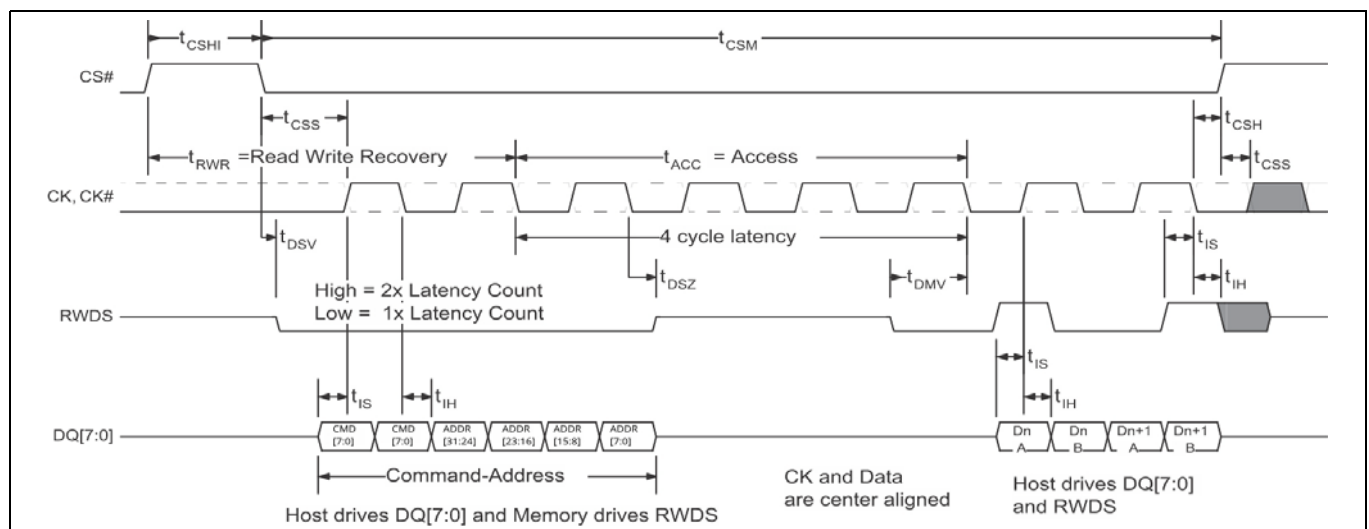 tCSHI
tCSM
CS#
tCSS
tCSH
tRWR =Read Write Recovery
tACC = Access
tCSS
CK, CK#
tDSV
4 cycle latency
tIS
tDSZ
tDMV
tIH
High = 2x Latency Count
Low = 1x Latency Count
RWDS
tIS
tIS
tIH
tIH
DQ[7:0]
CMD [7:0]
CMD [7:0]
ADDR [31:24]
ADDR [23:16]
ADDR [15:8]
ADDR [7:0]
Dn A
Dn B
Dn+1 A
Dn+1 B
Command-Address
CK and Data
are center aligned
Host drives DQ[7:0]
and RWDS
Host drives DQ[7:0] and Memory drives RWDS